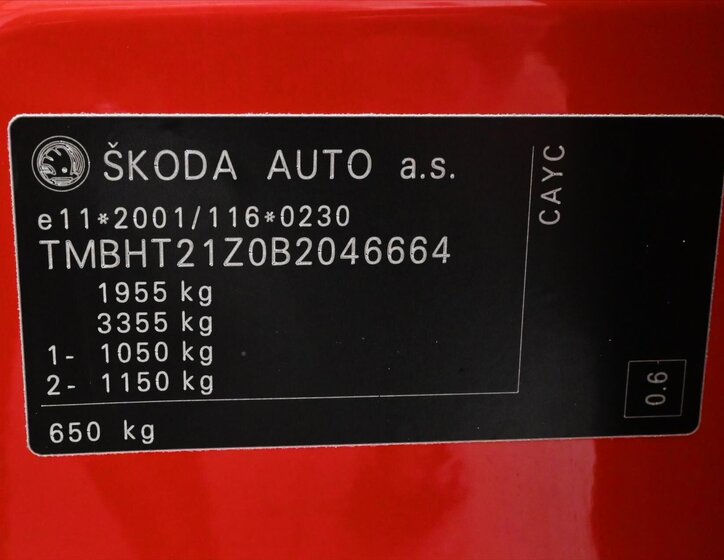 ŠKODA AUTO a.s.
e11*2001/116*0230
TMBHT21Z0B2046664
1955 kg
3355 kg
1- 1050 kg
2- 1150 kg
650 kg
CAYC
0.6